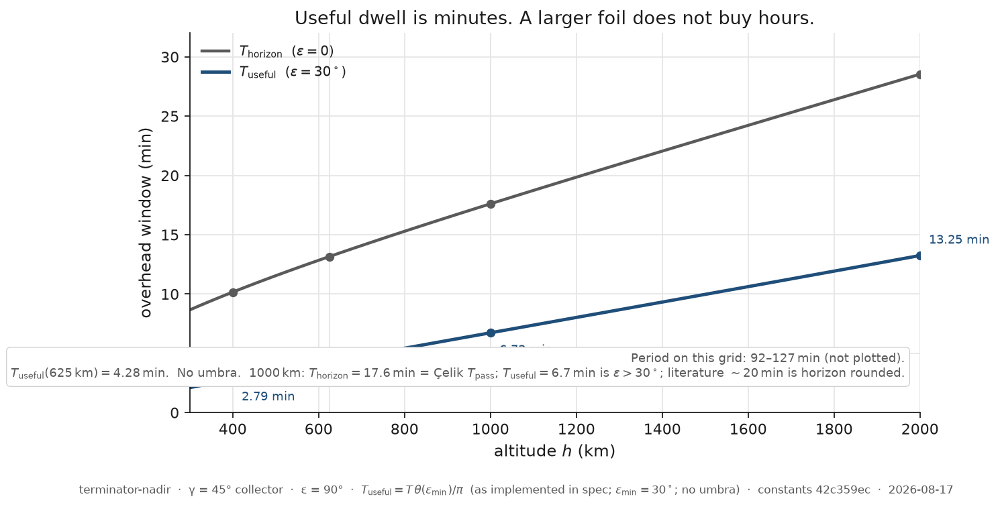 Useful dwell is minutes. A larger foil does not buy hours.
T_horizon (ε = 0)
T_useful (ε = 30°)
overhead window (min)
30
25
20
15
10
0
13.25 min
Period on this grid: 92–127 min (not plotted).
T_useful(625 km) = 4.28 min. No umbra. 1000 km: T_horizon = 17.6 min = Çelik T_pass; T_useful = 6.7 min is ε > 30°; literature ~20 min is horizon rounded.
2.79 min
400 600 800 1000 1200 1400 1600 1800 2000
altitude h (km)
terminator-nadir · γ = 45° collector · ε = 90° · T_useful = T θ(ε_min)/π (as implemented in spec; ε_min = 30°; no umbra) · constants 42c359ec · 2026-08-17